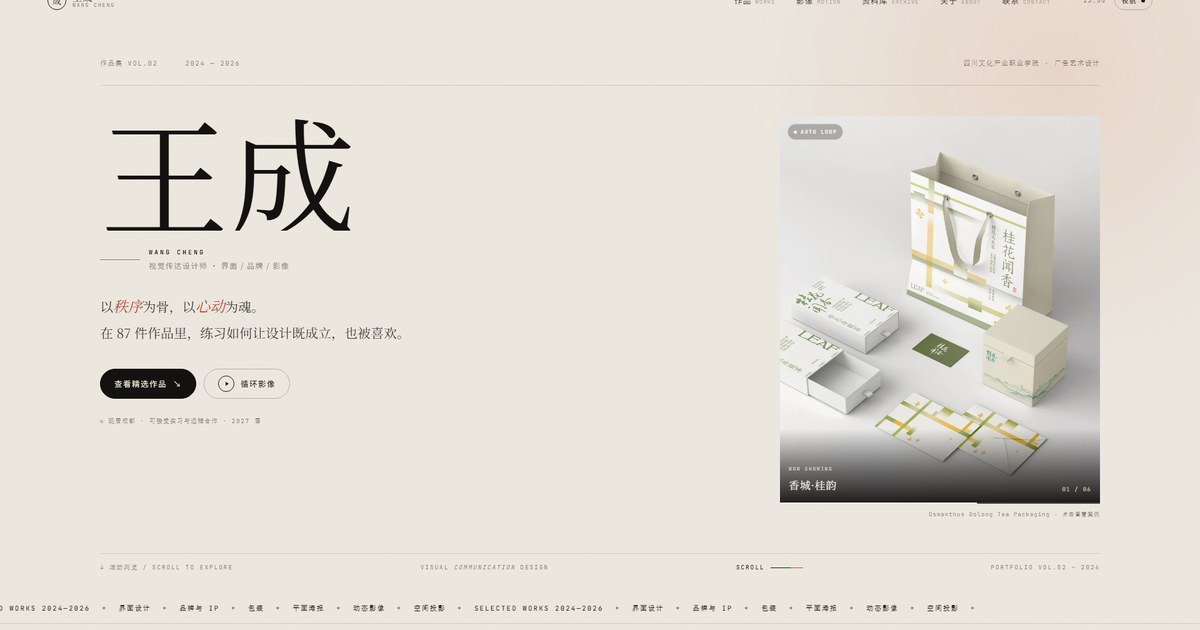 成 WANG CHENG
作品 WORKS 影像 MOTION 资料库 ARCHIVE 关于 ABOUT 联系 CONTACT
作品集 VOL.02 2024 — 2026
四川文化产业职业学院 · 广告艺术设计
王成
AUTO LOOP
WANG CHENG
视觉传达设计师 · 界面 / 品牌 / 影像
以秩序为骨，以心动为魂。
在 87 件作品里，练习如何让设计既成立，也被喜欢。
查看精选作品 ↘
循环影像
桂花闻香
LEAF
LEAF
LEAF
NOW SHOWING
香城·桂韵
01 / 06
Osmanthus Oolong Tea Packaging ·
↓ 滚动浏览 / SCROLL TO EXPLORE
VISUAL COMMUNICATION DESIGN
SCROLL
PORTFOLIO VOL.02 — 2026
D WORKS 2024—2026 界面设计 品牌与 IP 包装 平面海报 动态影像 空间投影 SELECTED WORKS 2024—2026 界面设计 品牌与 IP 包装 平面海报 动态影像 空间投影